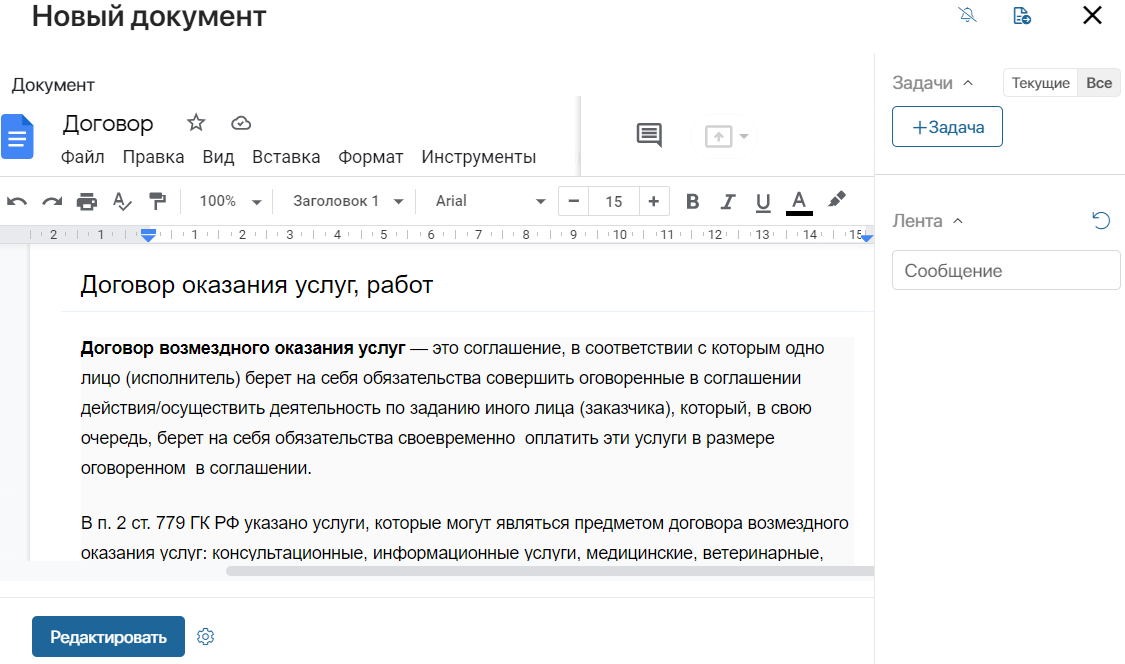 Новый документ
Документ
Договор
Файл Правка Вид Вставка Формат Инструменты
100% Заголовок 1 Arial − 15 + B I U A
2 1 1 2 3 4 5 6 7 8 9 10 11 12 13 14 15
Договор оказания услуг, работ
Договор возмездного оказания услуг — это соглашение, в соответствии с которым одно
лицо (исполнитель) берет на себя обязательства совершить оговоренные в соглашении
действия/осуществить деятельность по заданию иного лица (заказчика), который, в свою
очередь, берет на себя обязательства своевременно  оплатить эти услуги в размере
оговоренном  в соглашении.
В п. 2 ст. 779 ГК РФ указано услуги, которые могут являться предметом договора возмездного
оказания услуг: консультационные, информационные услуги, медицинские, ветеринарные,
Редактировать
Задачи Текущие Все
+Задача
Лента
Сообщение